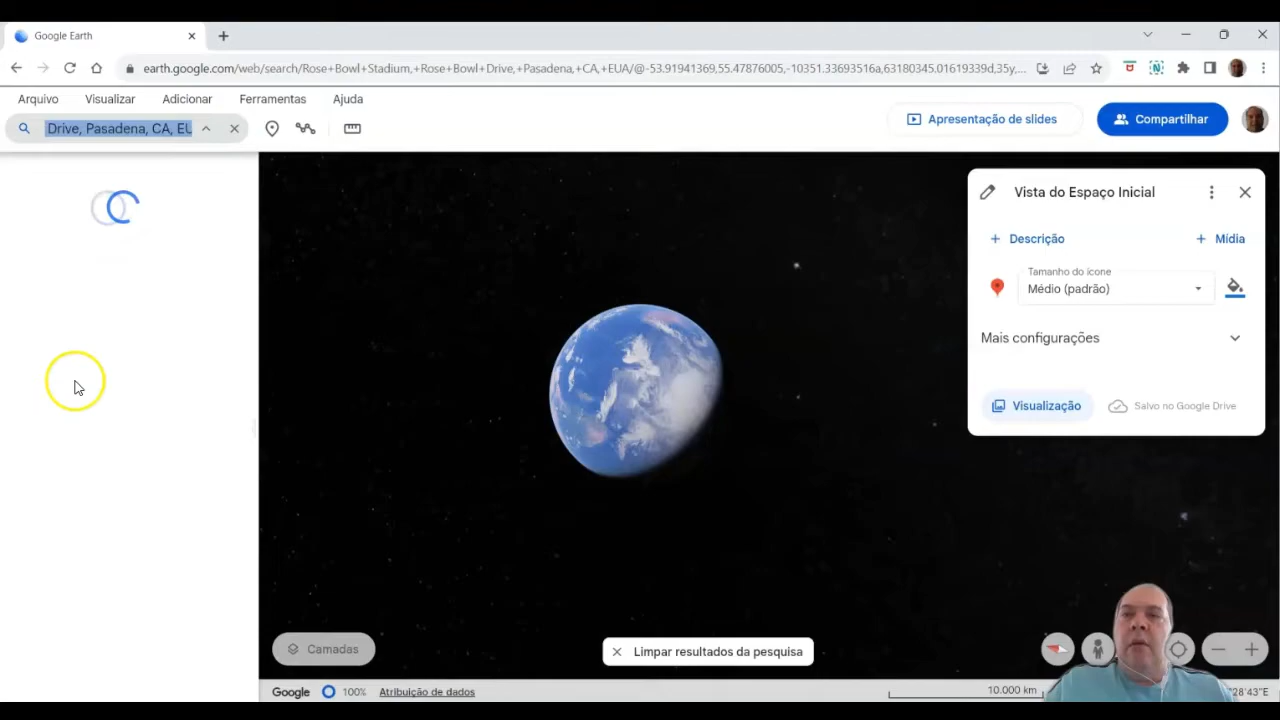 Google Earth
earth.google.com/web/search/Rose+Bowl+Stadium,+Rose+Bowl+Drive,+Pasadena,+CA,+EUA/@-53.91941369,55.47876005,-10351.33693516a,63180345.01619339d,35y,...
Arquivo Visualizar Adicionar Ferramentas Ajuda
Drive, Pasadena, CA, EU
Apresentação de slides
Compartilhar
Vista do Espaço Inicial
+ Descrição
+ Mídia
Tamanho do ícone
Médio (padrão)
Mais configurações
Visualização
Salvo no Google Drive
Camadas
Limpar resultados da pesquisa
Google 100% Atribuição de dados
10.000 km
28'43"E